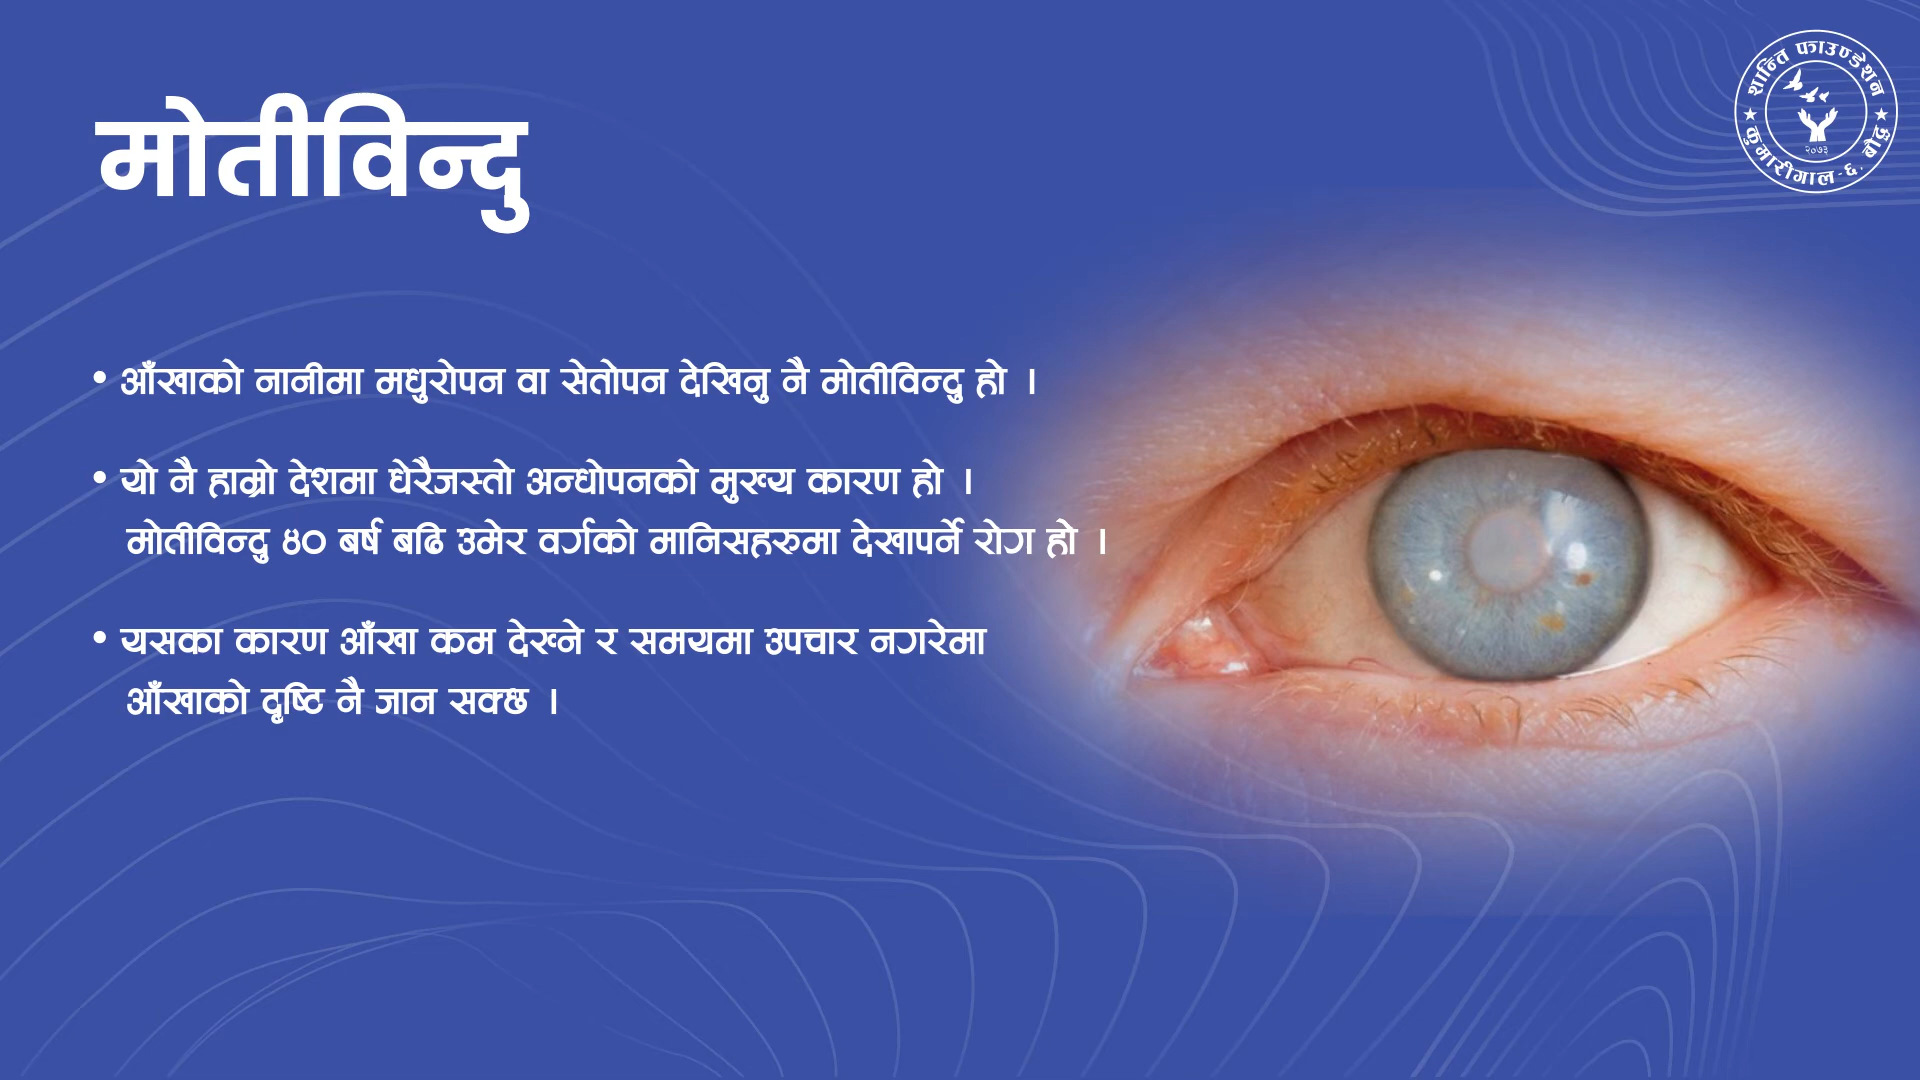 मोतीविन्दु
• आँखाको नानीमा मधुरोपन वा सेतोपन देखिनु नै मोतीविन्दु हो ।
• यो नै हाम्रो देशमा धेरैजस्तो अन्धोपनको मुख्य कारण हो ।
मोतीविन्दु ४० बर्ष बढि उमेर वर्गको मानिसहरुमा देखापर्ने रोग हो ।
• यसका कारण आँखा कम देख्ने र समयमा उपचार नगरेमा
आँखाको दृष्टि नै जान सक्छ ।
शान्ति फाउण्डेशन
२०७३
कुमारीगाल-६, बौद्ध